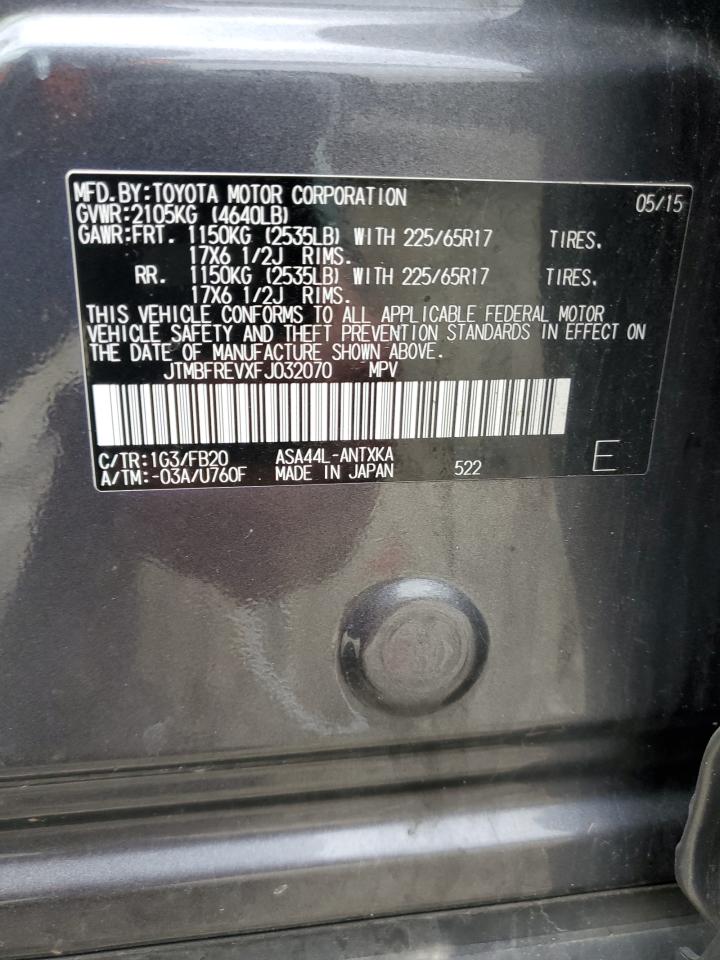 MFD.BY:TOYOTA MOTOR CORPORATION 05/15
GVWR:2105KG (4640LB)
GAWR:FRT. 1150KG (2535LB) WITH 225/65R17 TIRES.
17X6 1/2J RIMS.
RR. 1150KG (2535LB) WITH 225/65R17 TIRES.
17X6 1/2J RIMS.
THIS VEHICLE CONFORMS TO ALL APPLICABLE FEDERAL MOTOR
VEHICLE SAFETY AND THEFT PREVENTION STANDARDS IN EFFECT ON
THE DATE OF MANUFACTURE SHOWN ABOVE.
JTMBFREVXFJ032070 MPV
C/TR:1G3/FB20 ASA44L-ANTXKA
A/TM:-03A/U760F MADE IN JAPAN 522 E